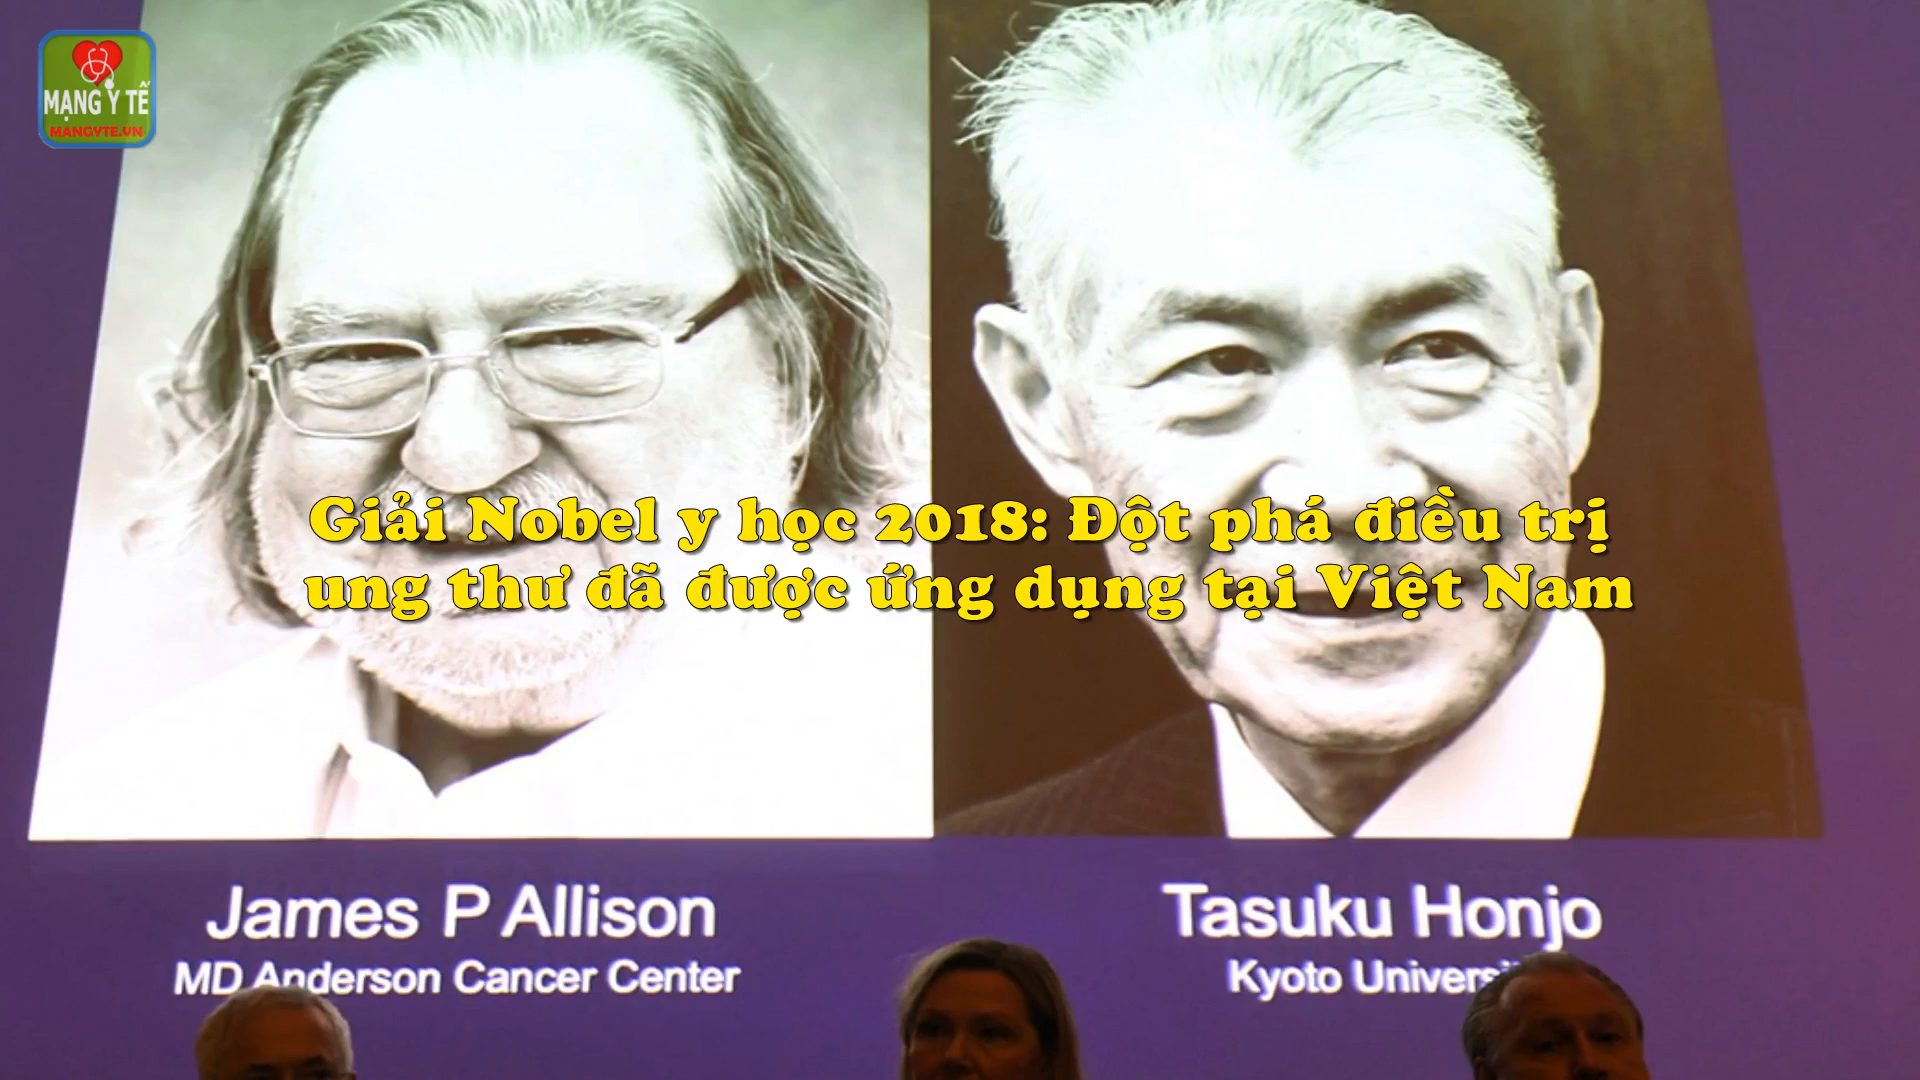 MẠNG Y TẾ
MANGYTE.VN
Giải Nobel y học 2018: Đột phá điều trị
ung thư đã được ứng dụng tại Việt Nam
James P Allison
Tasuku Honjo
MD Anderson Cancer Center
Kyoto